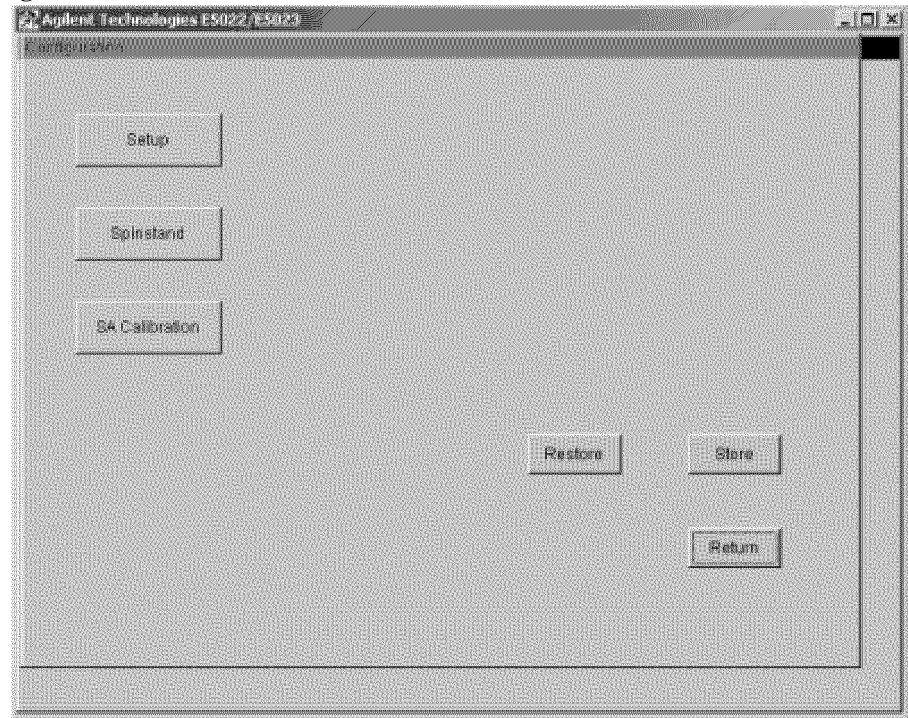 Agilent Technologies E5022 /E5023
Configuration
Setup
Spinstand
SA Calibration
Restore
Store
Return